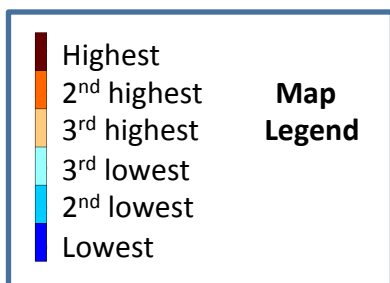 Highest
2nd highest
3rd highest
3rd lowest
2nd lowest
Lowest
Map
Legend